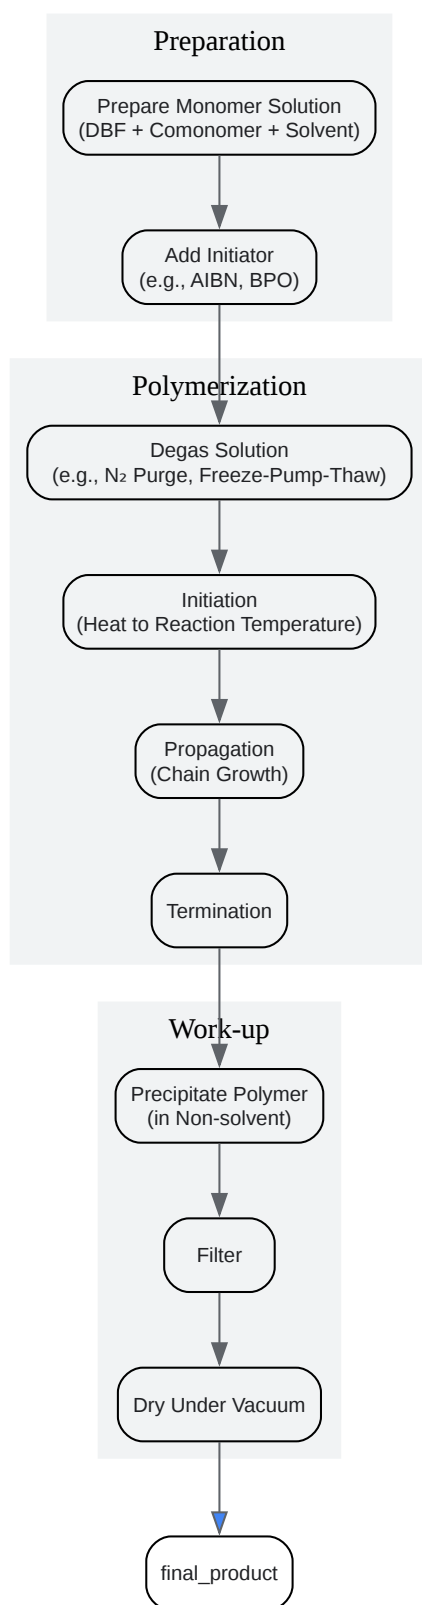 Preparation
Prepare Monomer Solution
(DBF + Comonomer + Solvent)
Add Initiator
(e.g., AIBN, BPO)
Polymerization
Degas Solution
(e.g., N₂ Purge, Freeze-Pump-Thaw)
Initiation
(Heat to Reaction Temperature)
Propagation
(Chain Growth)
Termination
Work-up
Precipitate Polymer
(in Non-solvent)
Filter
Dry Under Vacuum
final_product